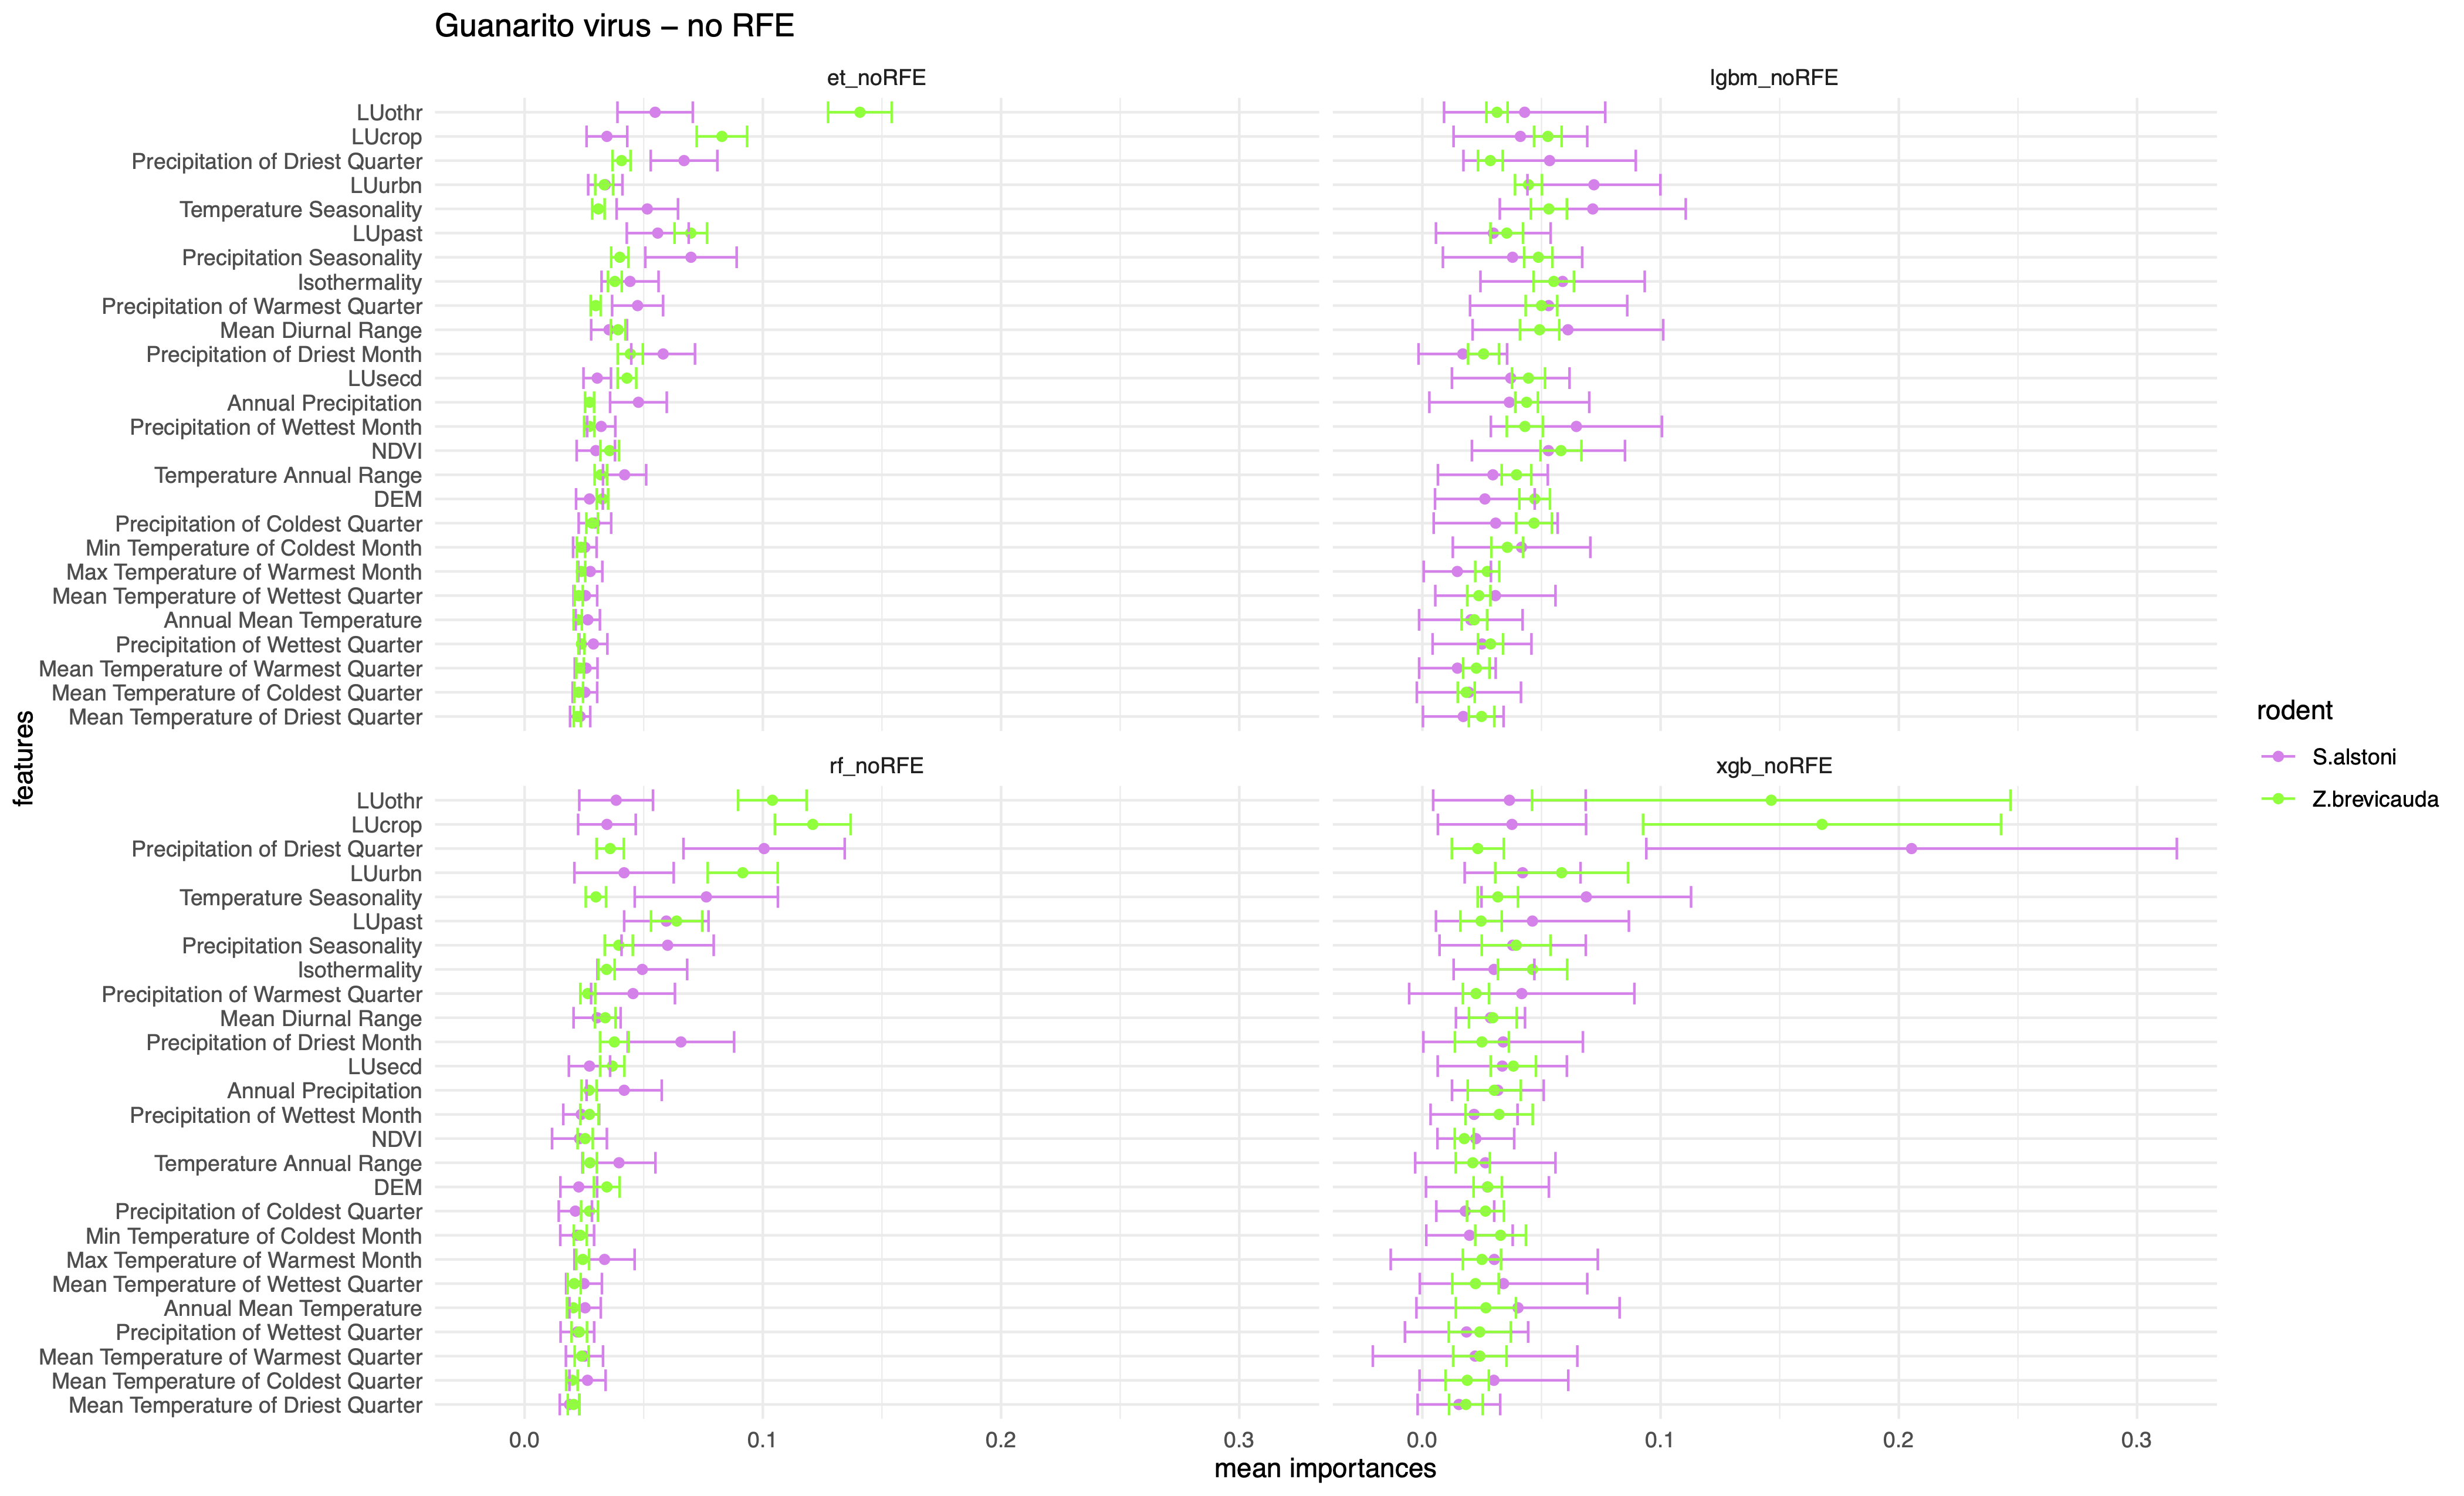 Guanarito virus – no RFE
et_noRFE
lgbm_noRFE
LUothr
LUcrop
Precipitation of Driest Quarter
LUurbn
Temperature Seasonality
LUpast
Precipitation Seasonality
Isothermality
Precipitation of Warmest Quarter
Mean Diurnal Range
Precipitation of Driest Month
LUsecd
Annual Precipitation
Precipitation of Wettest Month
NDVI
Temperature Annual Range
DEM
Precipitation of Coldest Quarter
Min Temperature of Coldest Month
Max Temperature of Warmest Month
Mean Temperature of Wettest Quarter
Annual Mean Temperature
Precipitation of Wettest Quarter
Mean Temperature of Warmest Quarter
Mean Temperature of Coldest Quarter
Mean Temperature of Driest Quarter
features
rf_noRFE
xgb_noRFE
LUothr
LUcrop
Precipitation of Driest Quarter
LUurbn
Temperature Seasonality
LUpast
Precipitation Seasonality
Isothermality
Precipitation of Warmest Quarter
Mean Diurnal Range
Precipitation of Driest Month
LUsecd
Annual Precipitation
Precipitation of Wettest Month
NDVI
Temperature Annual Range
DEM
Precipitation of Coldest Quarter
Min Temperature of Coldest Month
Max Temperature of Warmest Month
Mean Temperature of Wettest Quarter
Annual Mean Temperature
Precipitation of Wettest Quarter
Mean Temperature of Warmest Quarter
Mean Temperature of Coldest Quarter
Mean Temperature of Driest Quarter
0.0 0.1 0.2 0.3
0.0 0.1 0.2 0.3
mean importances
rodent
S.alstoni
Z.brevicauda